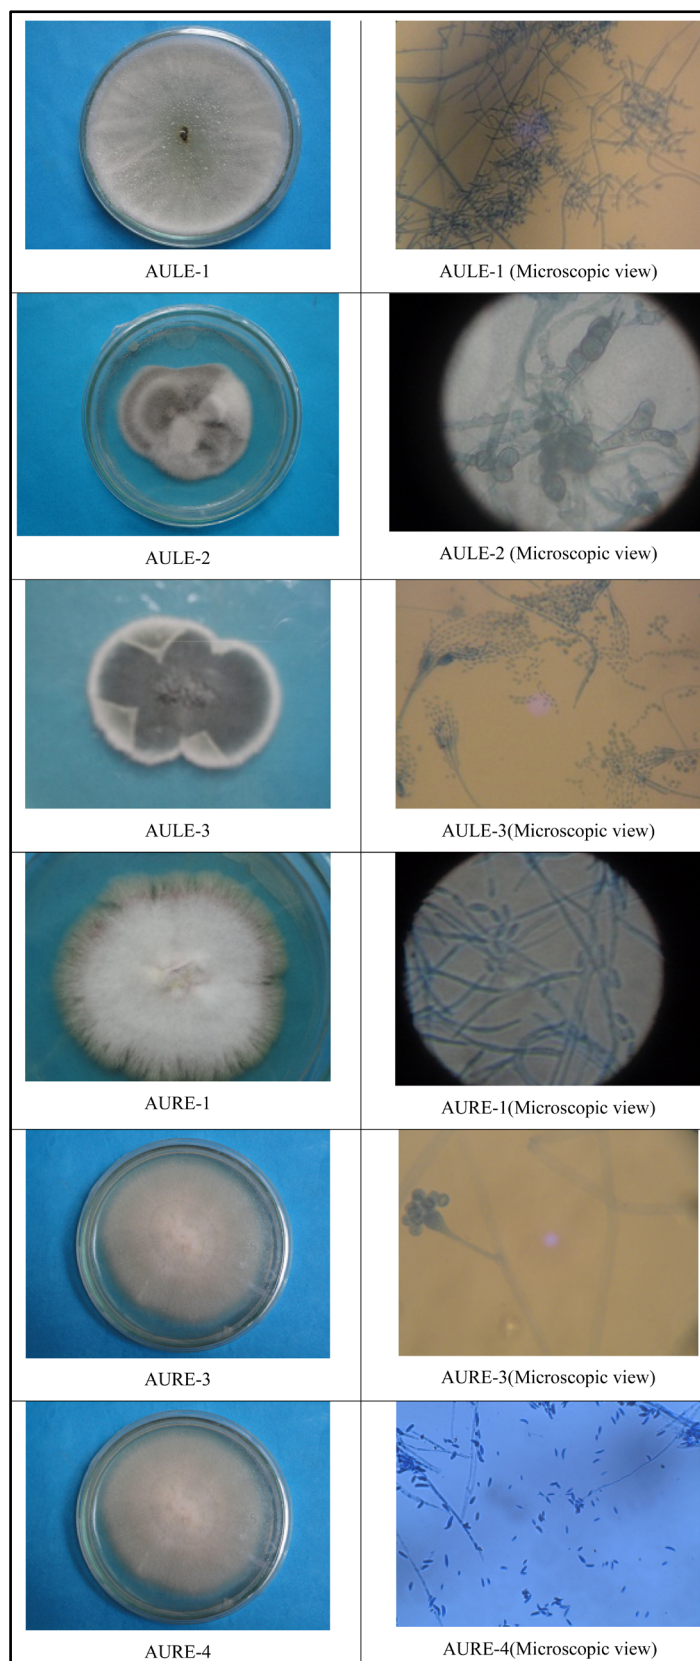 AULE-1
AULE-1 (Microscopic view)
AULE-2
AULE-2 (Microscopic view)
AULE-3
AULE-3(Microscopic view)
AURE-1
AURE-1(Microscopic view)
AURE-3
AURE-3(Microscopic view)
AURE-4
AURE-4(Microscopic view)